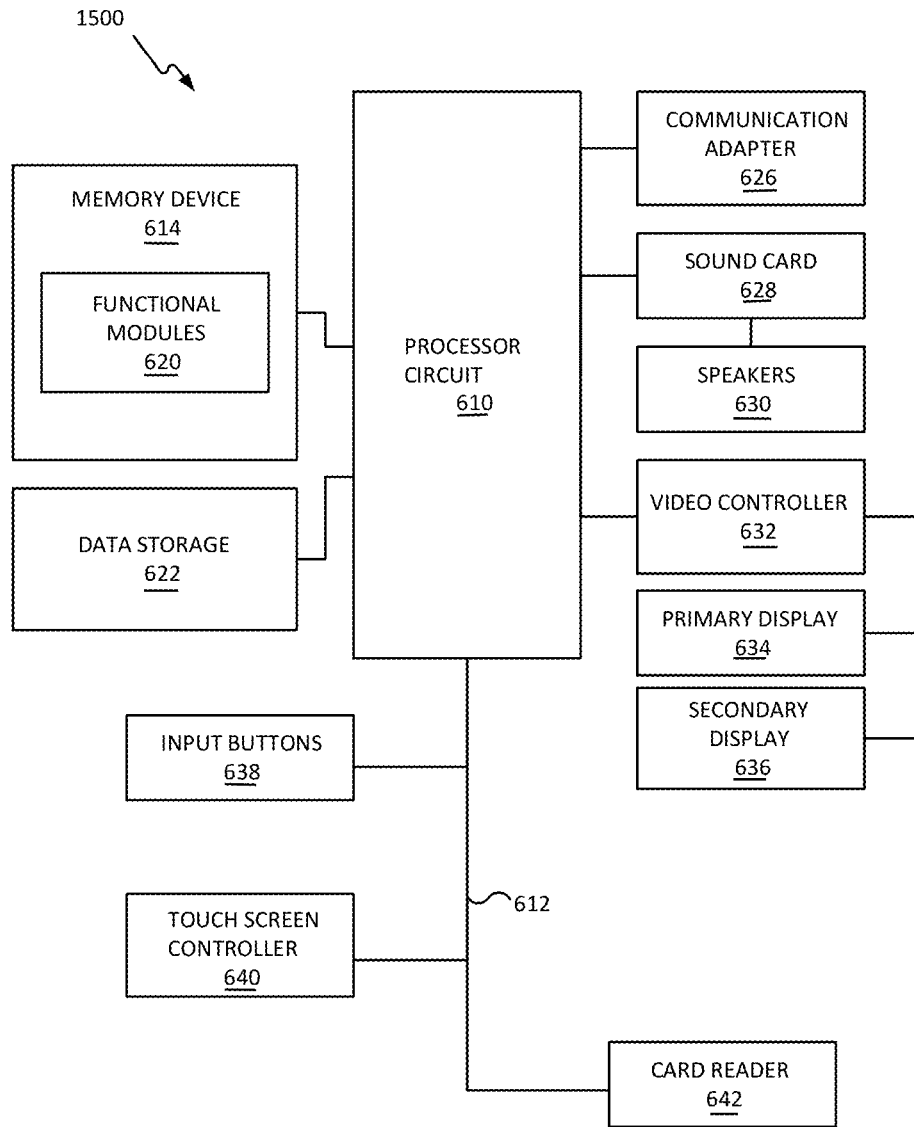 1500
MEMORY DEVICE
614
FUNCTIONAL
MODULES
620
DATA STORAGE
622
PROCESSOR
CIRCUIT
610
COMMUNICATION
ADAPTER
626
SOUND CARD
628
SPEAKERS
630
VIDEO CONTROLLER
632
PRIMARY DISPLAY
634
SECONDARY
DISPLAY
636
INPUT BUTTONS
638
612
TOUCH SCREEN
CONTROLLER
640
CARD READER
642